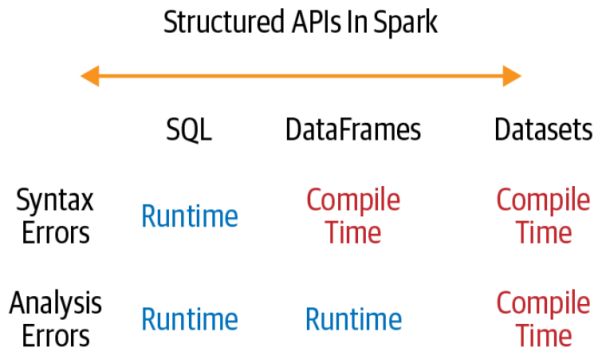 Structured APIs In Spark
SQL DataFrames Datasets
Syntax Errors Runtime Compile Time Compile Time
Analysis Errors Runtime Runtime Compile Time